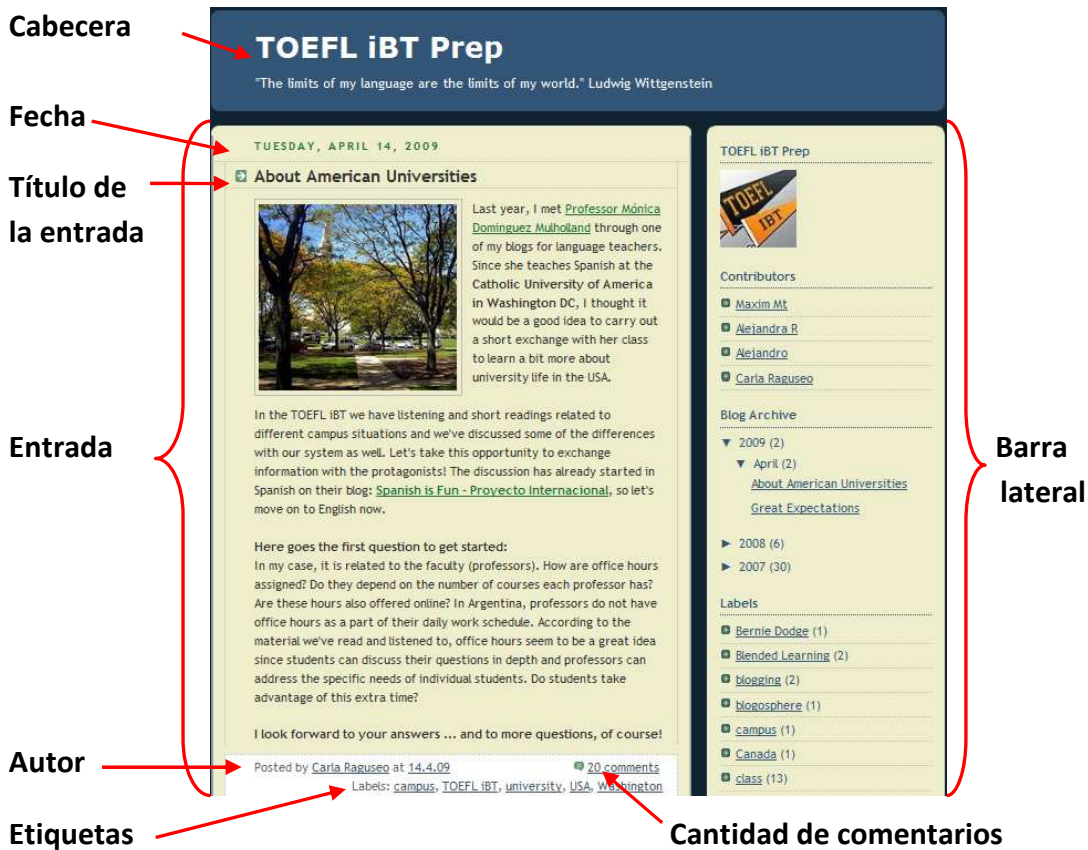 Cabecera
TOEFL iBT Prep
"The limits of my language are the limits of my world." Ludwig Wittgenstein
Fecha
TUESDAY, APRIL 14, 2009
Título de
la entrada
About American Universities
Last year, I met Professor Mónica
Dominguez Mulholland through one
of my blogs for language teachers.
Since she teaches Spanish at the
Catholic University of America
in Washington DC, I thought it
would be a good idea to carry out
a short exchange with her class
to learn a bit more about
university life in the USA.
In the TOEFL iBT we have listening and short readings related to
different campus situations and we've discussed some of the differences
with our system as well. Let's take this opportunity to exchange
information with the protagonists! The discussion has already started in
Spanish on their blog: Spanish is Fun - Proyecto Internacional, so let's
move on to English now.
Entrada
Here goes the first question to get started:
In my case, it is related to the faculty (professors). How are office hours
assigned? Do they depend on the number of courses each professor has?
Are these hours also offered online? In Argentina, professors do not have
office hours as a part of their daily work schedule. According to the
material we've read and listened to, office hours seem to be a great idea
since students can discuss their questions in depth and professors can
address the specific needs of individual students. Do students take
advantage of this extra time?
I look forward to your answers ... and to more questions, of course!
Autor
Posted by Carla Raguseo at 14.4.09
20 comments
Labels: campus, TOEFL iBT, university, USA, Washington
Etiquetas
Cantidad de comentarios
TOEFL iBT Prep
TOEFL
IBT
Contributors
Maxim Mt
Alejandra R
Alejandro
Carla Raguseo
Blog Archive
▼ 2009 (2)
▼ April (2)
About American Universities
Great Expectations
► 2008 (6)
► 2007 (30)
Labels
Bernie Dodge (1)
Blended Learning (2)
blogging (2)
blogosphere (1)
campus (1)
Canada (1)
class (13)
Barra
lateral